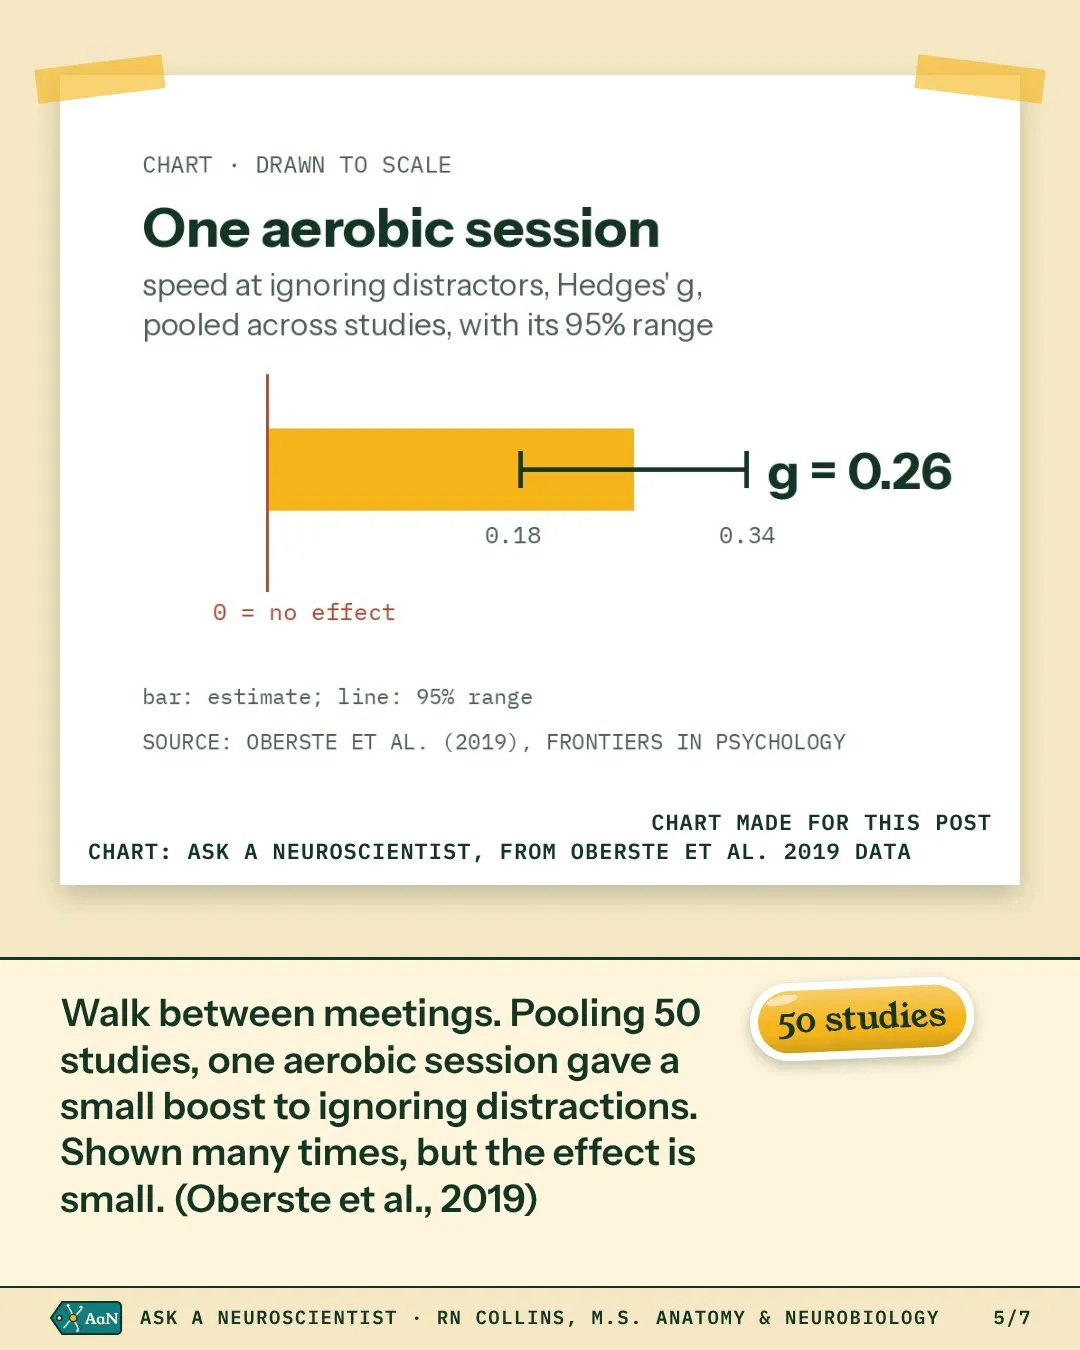 CHART · DRAWN TO SCALE
One aerobic session
speed at ignoring distractors, Hedges' g,
pooled across studies, with its 95% range
g = 0.26
0.18 0.34
0 = no effect
bar: estimate; line: 95% range
SOURCE: OBERSTE ET AL. (2019), FRONTIERS IN PSYCHOLOGY
CHART MADE FOR THIS POST
CHART: ASK A NEUROSCIENTIST, FROM OBERSTE ET AL. 2019 DATA
Walk between meetings. Pooling 50
studies, one aerobic session gave a
small boost to ignoring distractions.
Shown many times, but the effect is
small. (Oberste et al., 2019)
50 studies
AaN ASK A NEUROSCIENTIST · RN COLLINS, M.S. ANATOMY & NEUROBIOLOGY 5/7